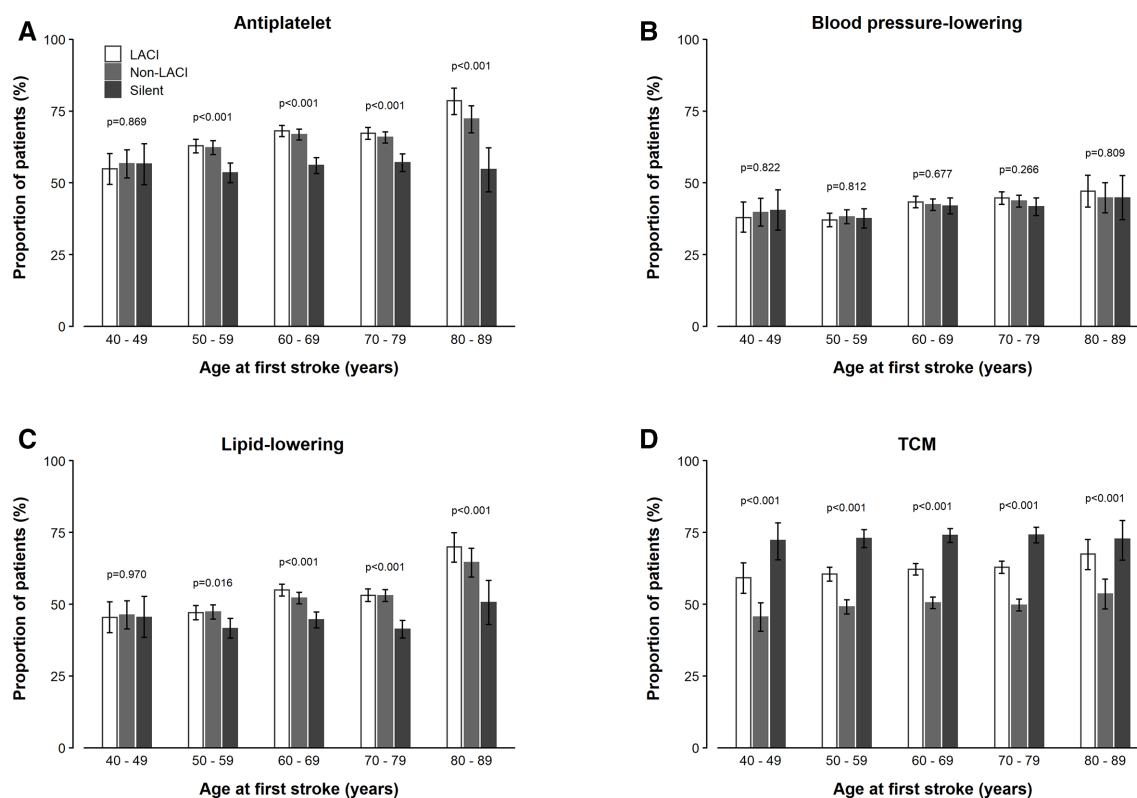 A
Antiplatelet
Proportion of patients (%)
100
75
50
25
0
LACI
Non-LACI
Silent
p=0.869
p<0.001
p<0.001
p<0.001
p<0.001
40 - 49
50 - 59
60 - 69
70 - 79
80 - 89
Age at first stroke (years)
B
Blood pressure-lowering
Proportion of patients (%)
100
75
50
25
0
p=0.822
p=0.812
p=0.677
p=0.266
p=0.809
40 - 49
50 - 59
60 - 69
70 - 79
80 - 89
Age at first stroke (years)
C
Lipid-lowering
Proportion of patients (%)
100
75
50
25
0
p=0.970
p=0.016
p<0.001
p<0.001
p<0.001
40 - 49
50 - 59
60 - 69
70 - 79
80 - 89
Age at first stroke (years)
D
TCM
Proportion of patients (%)
100
75
50
25
0
p<0.001
p<0.001
p<0.001
p<0.001
p<0.001
40 - 49
50 - 59
60 - 69
70 - 79
80 - 89
Age at first stroke (years)